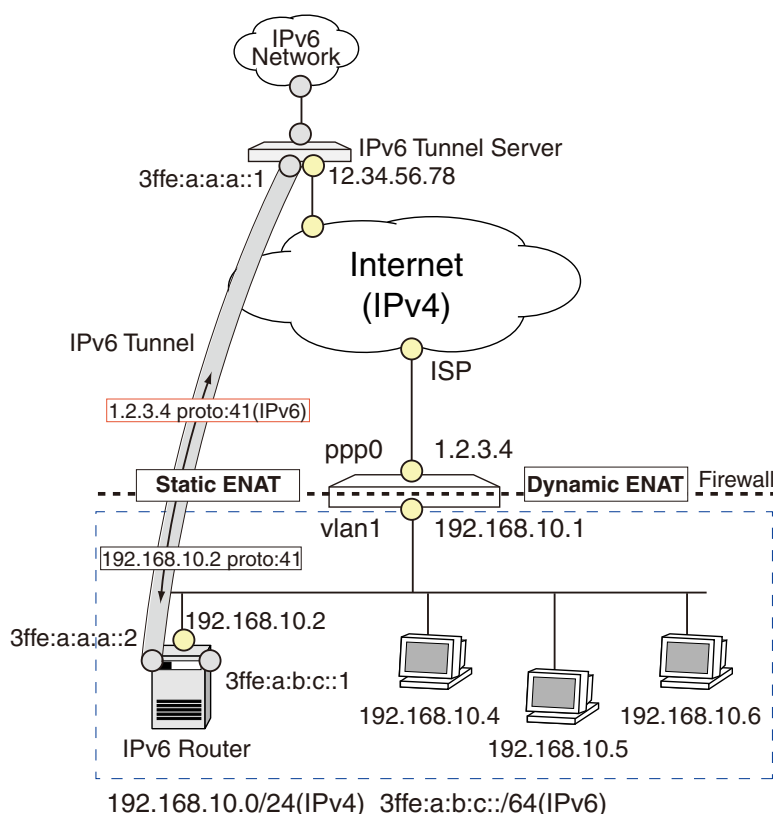 IPv6
Network
IPv6 Tunnel Server
3ffe:a:a:a::1
12.34.56.78
Internet
(IPv4)
IPv6 Tunnel
ISP
1.2.3.4 proto:41(IPv6)
ppp0
1.2.3.4
Static ENAT
Dynamic ENAT
Firewall
vlan1
192.168.10.1
192.168.10.2 proto:41
192.168.10.2
3ffe:a:a:a::2
3ffe:a:b:c::1
192.168.10.4
192.168.10.5
192.168.10.6
IPv6 Router
192.168.10.0/24(IPv4) 3ffe:a:b:c::/64(IPv6)